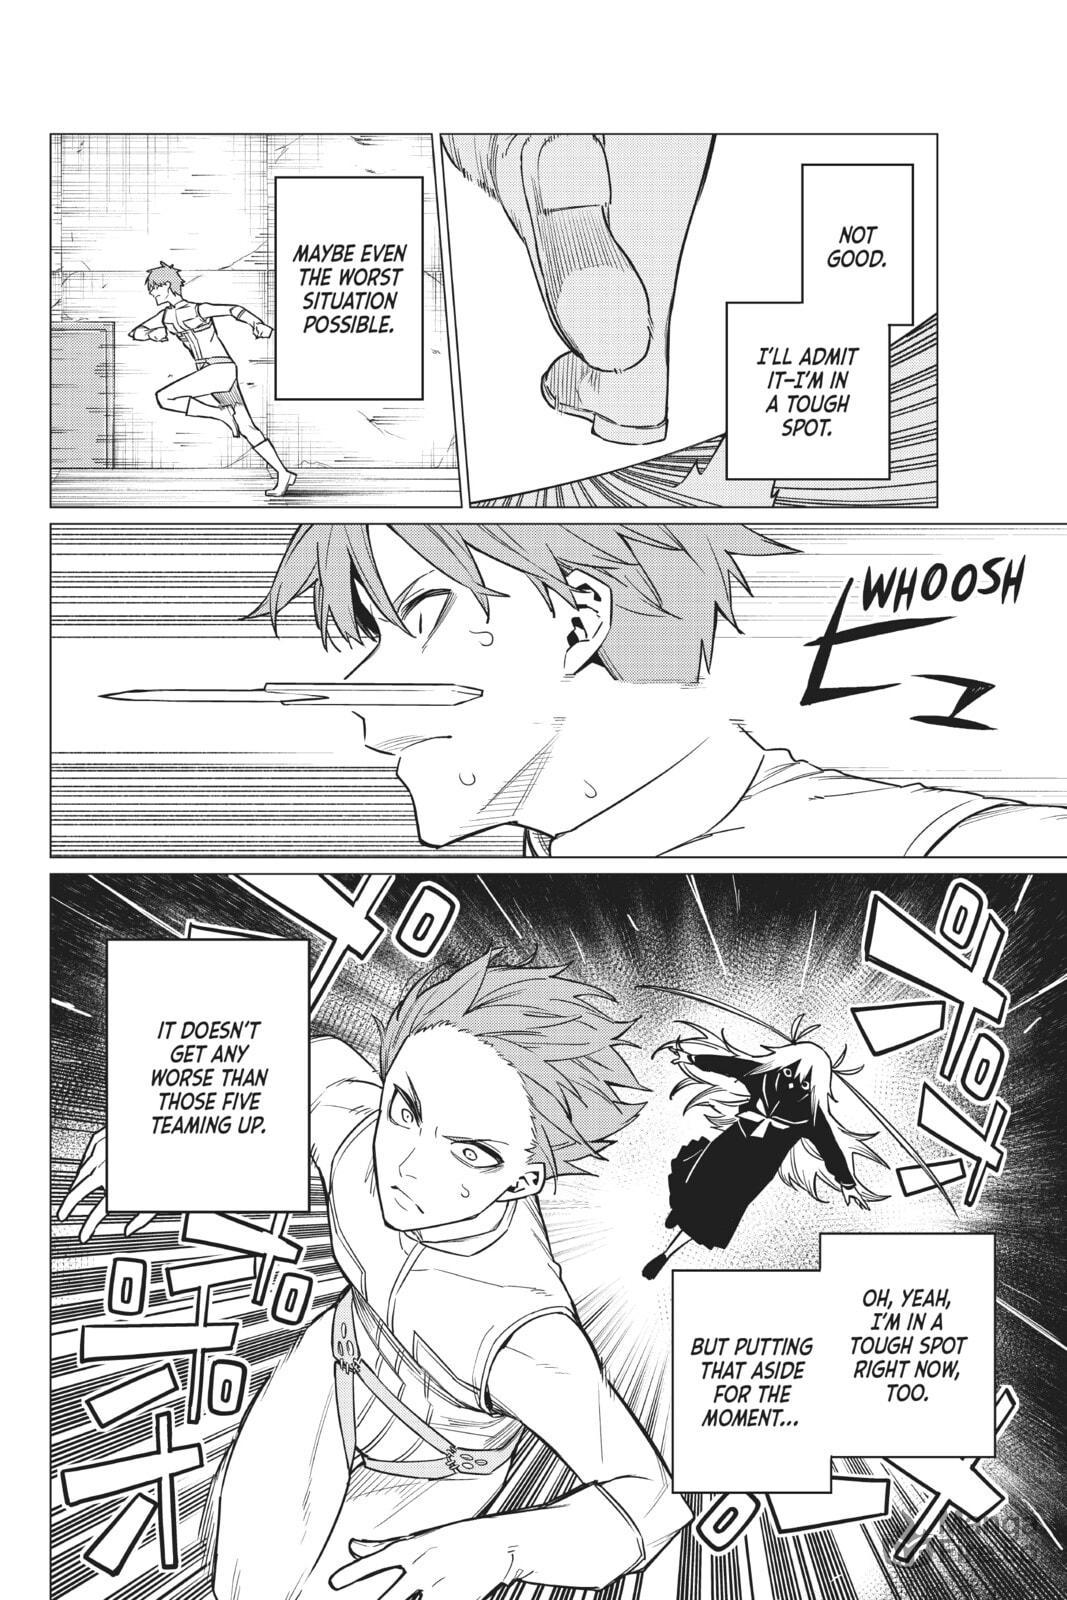 NOT
GOOD.
I'LL ADMIT
IT–I'M IN
A TOUGH
SPOT.
MAYBE EVEN
THE WORST
SITUATION
POSSIBLE.
WHOOSH
ヒュ
IT DOESN'T
GET ANY
WORSE THAN
THOSE FIVE
TEAMING UP.
OH, YEAH,
I'M IN A
TOUGH SPOT
RIGHT NOW,
TOO.
BUT PUTTING
THAT ASIDE
FOR THE
MOMENT...